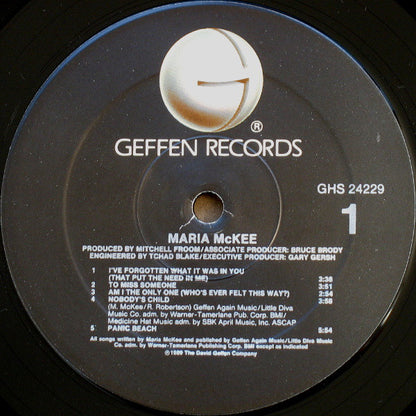 G
®
GEFFEN RECORDS
GHS 24229
1
MARIA McKEE
PRODUCED BY MITCHELL FROOM/ASSOCIATE PRODUCER: BRUCE BRODY
ENGINEERED BY TCHAD BLAKE/EXECUTIVE PRODUCER: GARY GERSH
1 I'VE FORGOTTEN WHAT IT WAS IN YOU
(THAT PUT THE NEED IN ME) 3:36
2 TO MISS SOMEONE 3:51
3 AM I THE ONLY ONE (WHO'S EVER FELT THIS WAY?) 2:54
4 NOBODY'S CHILD 3:56
(M. McKee/R. Robertson) Geffen Again Music/Little Diva
Music Co. adm. by Warner-Tamerlane Pub. Corp. BMI/
Medicine Hat Music adm. by SBK April Music Inc. ASCAP
5 PANIC BEACH 5:54
All songs written by Maria McKee and published by Geffen Again Music/Little Diva Music
Co. adm. by Warner-Tamerlane Publishing Corp. BMI except as indicated
℗1989 The David Geffen Company